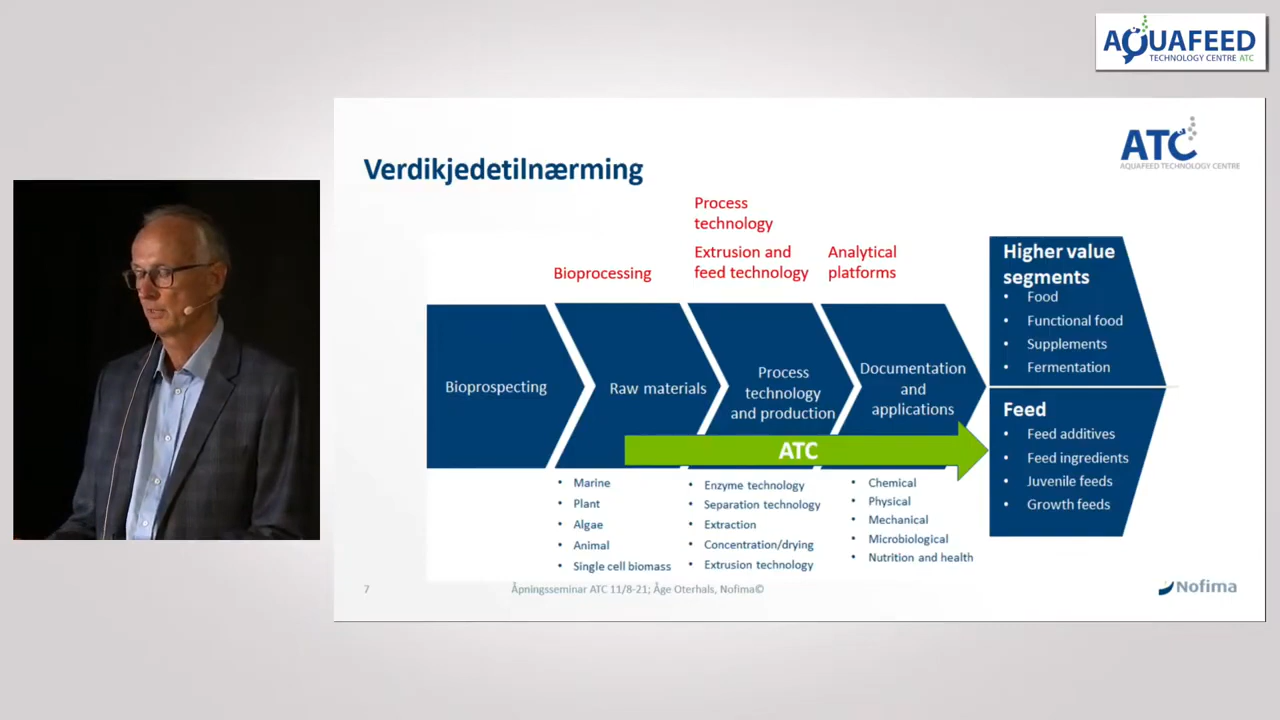 AQUAFEED
TECHNOLOGY CENTRE ATC
ATC
AQUAFEED TECHNOLOGY CENTRE
Verdikjedetilnærming
Process
technology
Extrusion and
feed technology
Bioprocessing
Analytical
platforms
Bioprospecting
Raw materials
Process
technology
and production
Documentation
and
applications
ATC
• Marine
• Plant
• Algae
• Animal
• Single cell biomass
• Enzyme technology
• Separation technology
• Extraction
• Concentration/drying
• Extrusion technology
• Chemical
• Physical
• Mechanical
• Microbiological
• Nutrition and health
Higher value
segments
• Food
• Functional food
• Supplements
• Fermentation
Feed
• Feed additives
• Feed ingredients
• Juvenile feeds
• Growth feeds
7
Åpningsseminar ATC 11/8-21; Åge Oterhals, Nofima©
Nofima